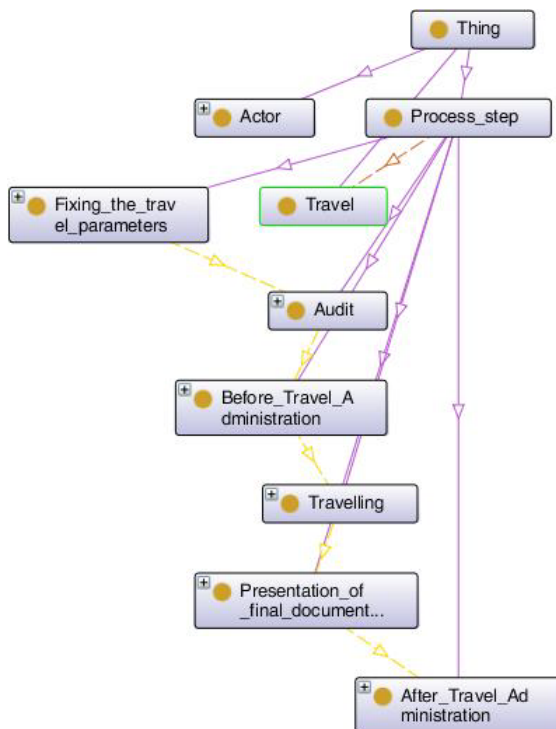 Thing
Actor
Process_step
Fixing_the_trav
el_parameters
Travel
Audit
Before_Travel_A
dministration
Travelling
Presentation_of
_final_document...
After_Travel_Ad
ministration